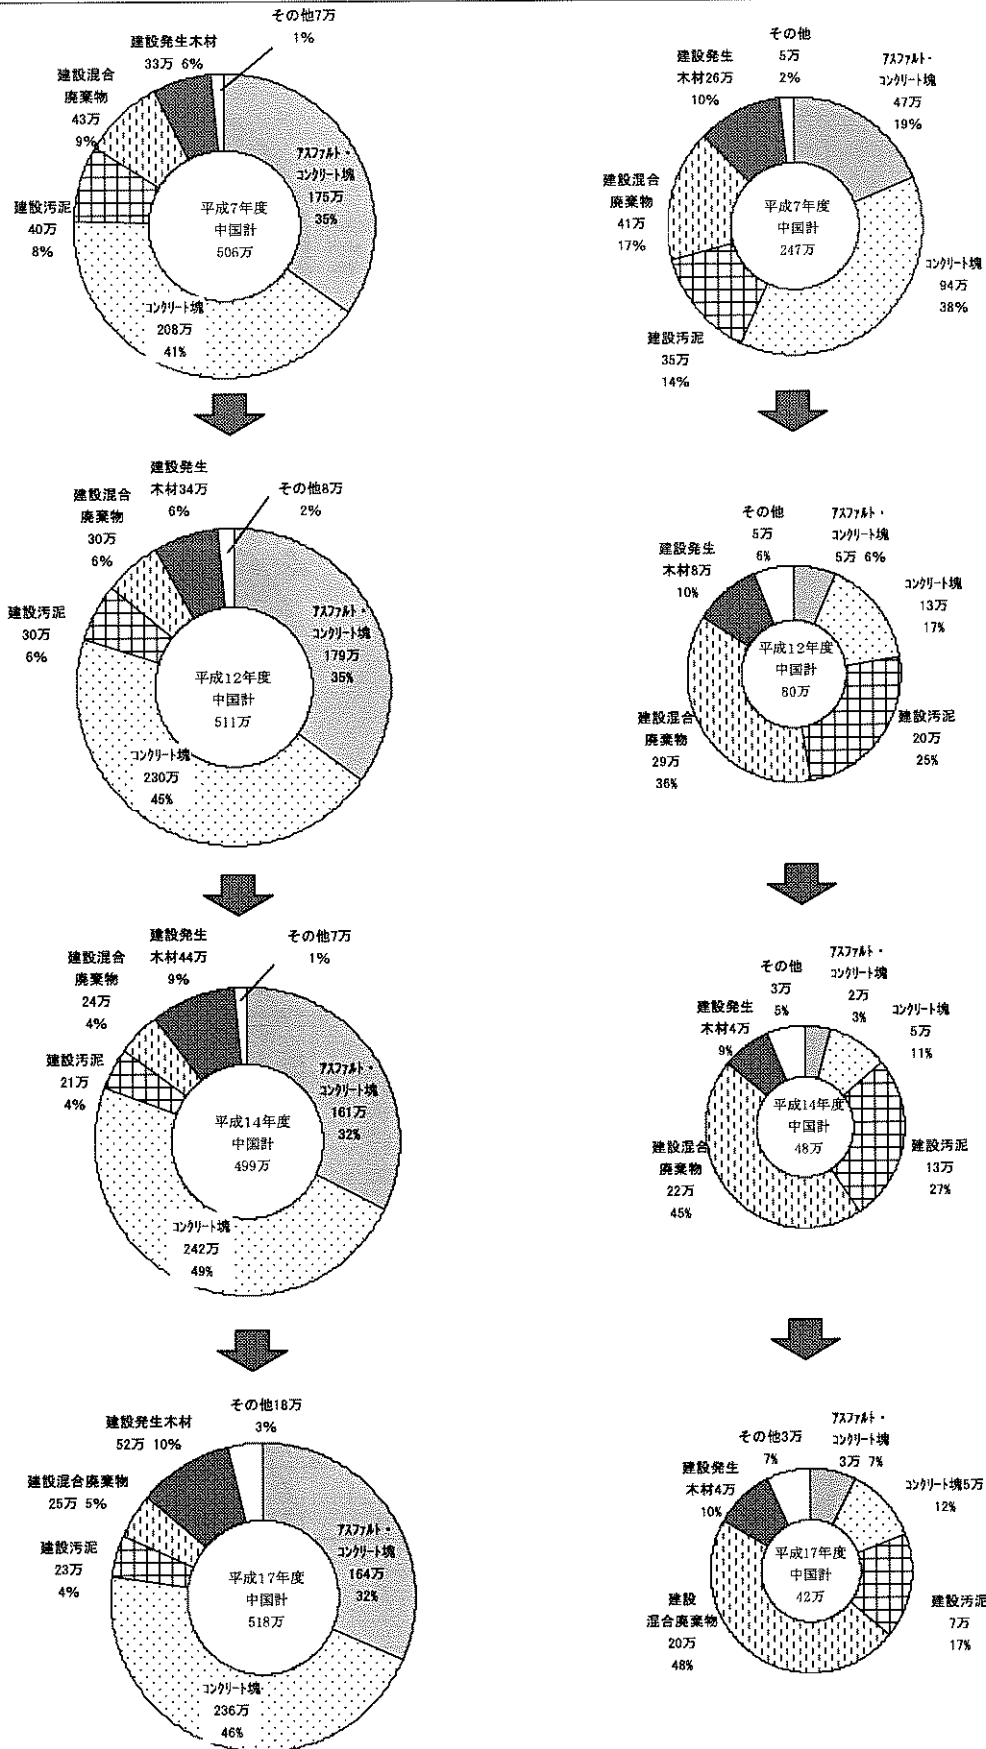 その他7万
1%
建設発生木材
33万 6%
建設混合
廃棄物
43万
9%
建設汚泥
40万
8%
アスファルト・
コンクリート塊
175万
35%
平成7年度
中国計
506万
コンクリート塊
208万
41%
その他
5万
2%
建設発生
木材26万
10%
アスファルト・
コンクリート塊
47万
19%
建設混合
廃棄物
41万
17%
平成7年度
中国計
247万
コンクリート塊
94万
38%
建設汚泥
35万
14%
建設発生
木材34万
6%
その他8万
2%
建設混合
廃棄物
30万
6%
建設汚泥
30万
6%
アスファルト・
コンクリート塊
179万
35%
平成12年度
中国計
511万
コンクリート塊
230万
45%
その他
5万
6%
アスファルト・
コンクリート塊
5万 6%
建設発生
木材8万
10%
コンクリート塊
13万
17%
平成12年度
中国計
80万
建設混合
廃棄物
29万
36%
建設汚泥
20万
25%
建設発生
木材44万
9%
その他7万
1%
建設混合
廃棄物
24万
4%
建設汚泥
21万
4%
アスファルト・
コンクリート塊
161万
32%
平成14年度
中国計
499万
コンクリート塊
242万
49%
その他
3万
5%
アスファルト・
コンクリート塊
2万
3%
建設発生
木材4万
9%
コンクリート塊
5万
11%
平成14年度
中国計
48万
建設混合
廃棄物
22万
45%
建設汚泥
13万
27%
その他18万
3%
建設発生木材
52万 10%
建設混合廃棄物
25万 5%
建設汚泥
23万
4%
アスファルト・
コンクリート塊
164万
32%
平成17年度
中国計
518万
コンクリート塊
236万
46%
その他3万
7%
アスファルト・
コンクリート塊
3万 7%
建設発生
木材4万
10%
コンクリート塊5万
12%
平成17年度
中国計
42万
建設
混合廃棄物
20万
48%
建設汚泥
7万
17%